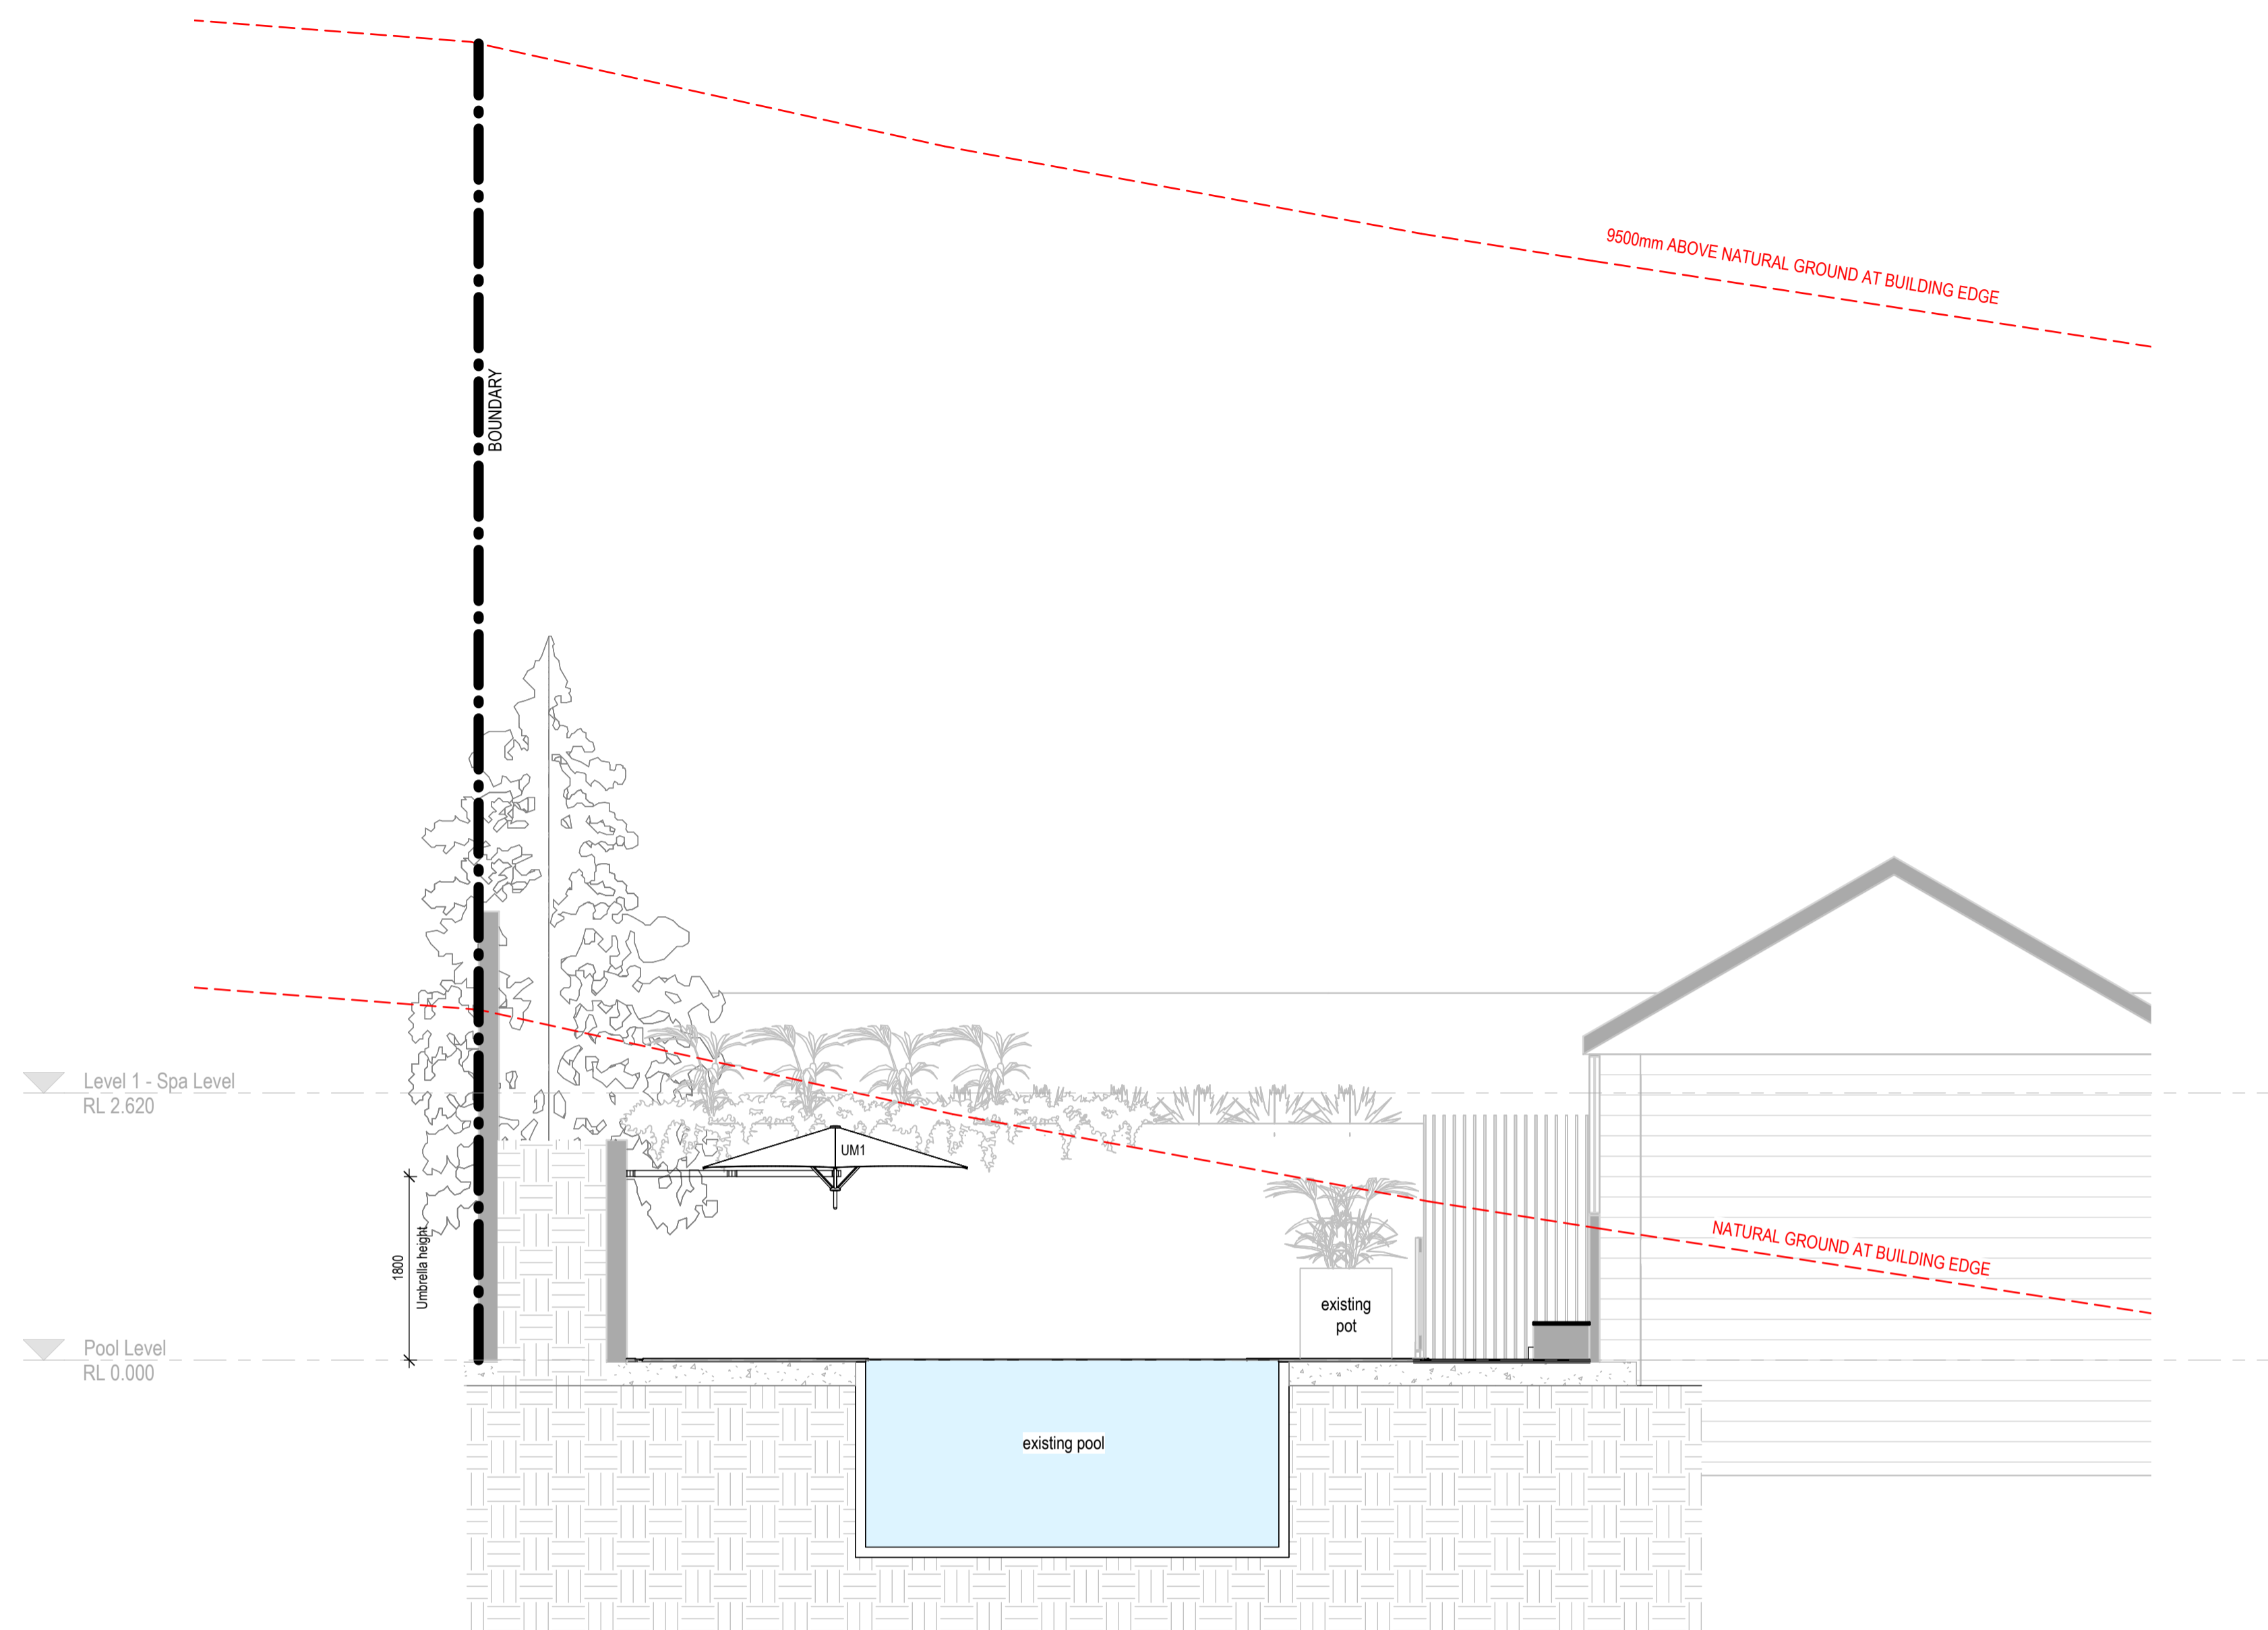 9500mm ABOVE NATURAL GROUND AT BUILDING EDGE
BOUNDARY
Level 1 - Spa Level
RL 2.620
UM1
1800
Umbrella height
NATURAL GROUND AT BUILDING EDGE
existing
pot
Pool Level
RL 0.000
existing pool